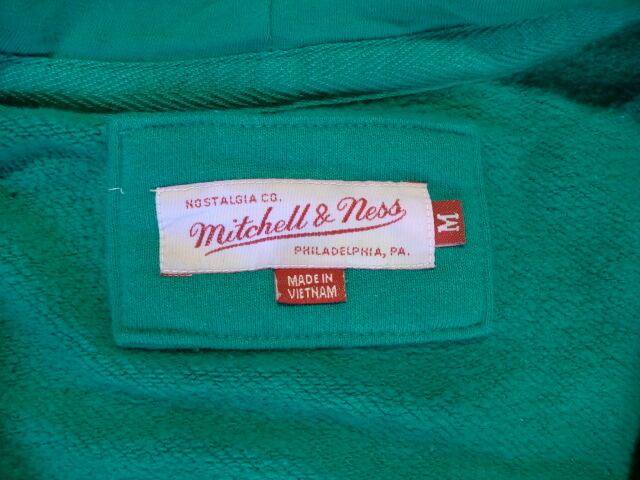 NOSTALGIA CO.
Mitchell & Ness
PHILADELPHIA, PA.
M
MADE IN
VIETNAM